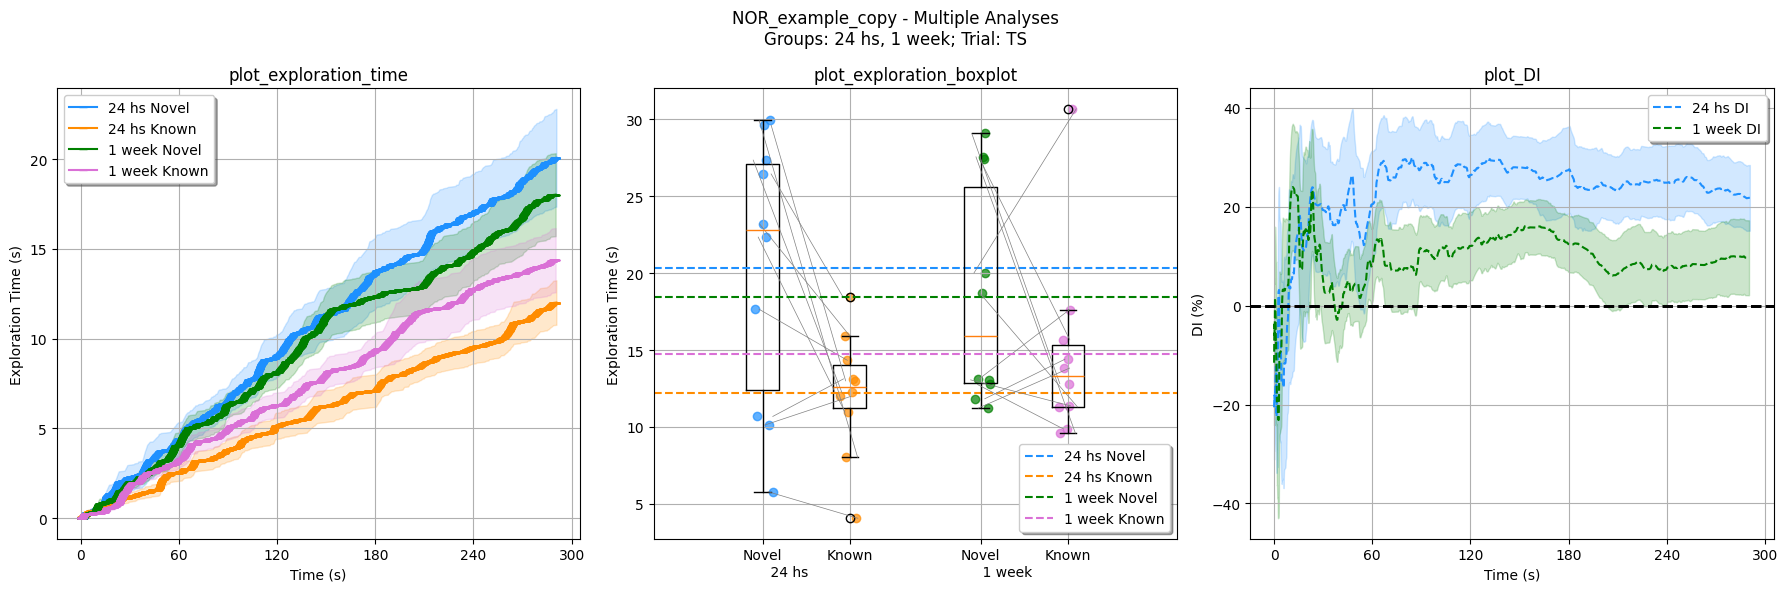 NOR_example_copy - Multiple Analyses
Groups: 24 hs, 1 week; Trial: TS
plot_exploration_time
24 hs Novel
24 hs Known
1 week Novel
1 week Known
Exploration Time (s)
20
15
10
5
0
0 60 120 180 240 300
Time (s)
plot_exploration_boxplot
Exploration Time (s)
30
25
20
15
10
5
24 hs Novel
24 hs Known
1 week Novel
1 week Known
Novel Known Novel Known
24 hs 1 week
plot_DI
24 hs DI
1 week DI
DI (%)
40
20
0
−20
−40
0 60 120 180 240 300
Time (s)